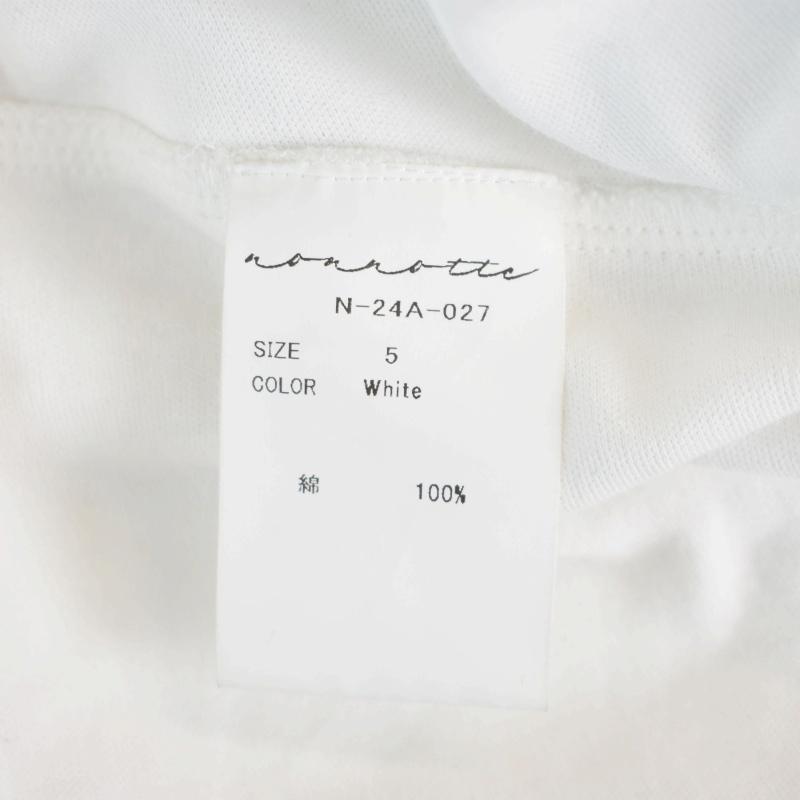 nonnotte
N-24A-027
SIZE 5
COLOR White
綿 100%